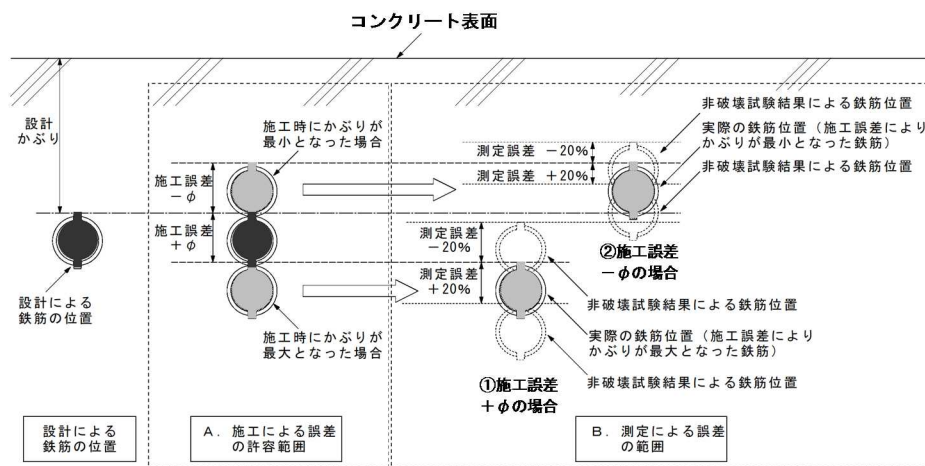 コンクリート表面
設計
かぶり
施工時にかぶりが
最小となった場合
非破壊試験結果による鉄筋位置
実際の鉄筋位置（施工誤差により
かぶりが最小となった鉄筋）
非破壊試験結果による鉄筋位置
測定誤差 －20%
測定誤差 ＋20%
施工誤差
－φ
施工誤差
＋φ
測定誤差
－20%
測定誤差
＋20%
②施工誤差
－φの場合
設計による
鉄筋の位置
施工時にかぶりが
最大となった場合
非破壊試験結果による鉄筋位置
実際の鉄筋位置（施工誤差により
かぶりが最大となった鉄筋）
非破壊試験結果による鉄筋位置
①施工誤差
＋φの場合
設計による
鉄筋の位置
A．施工による誤差
の許容範囲
B．測定による誤差
の範囲